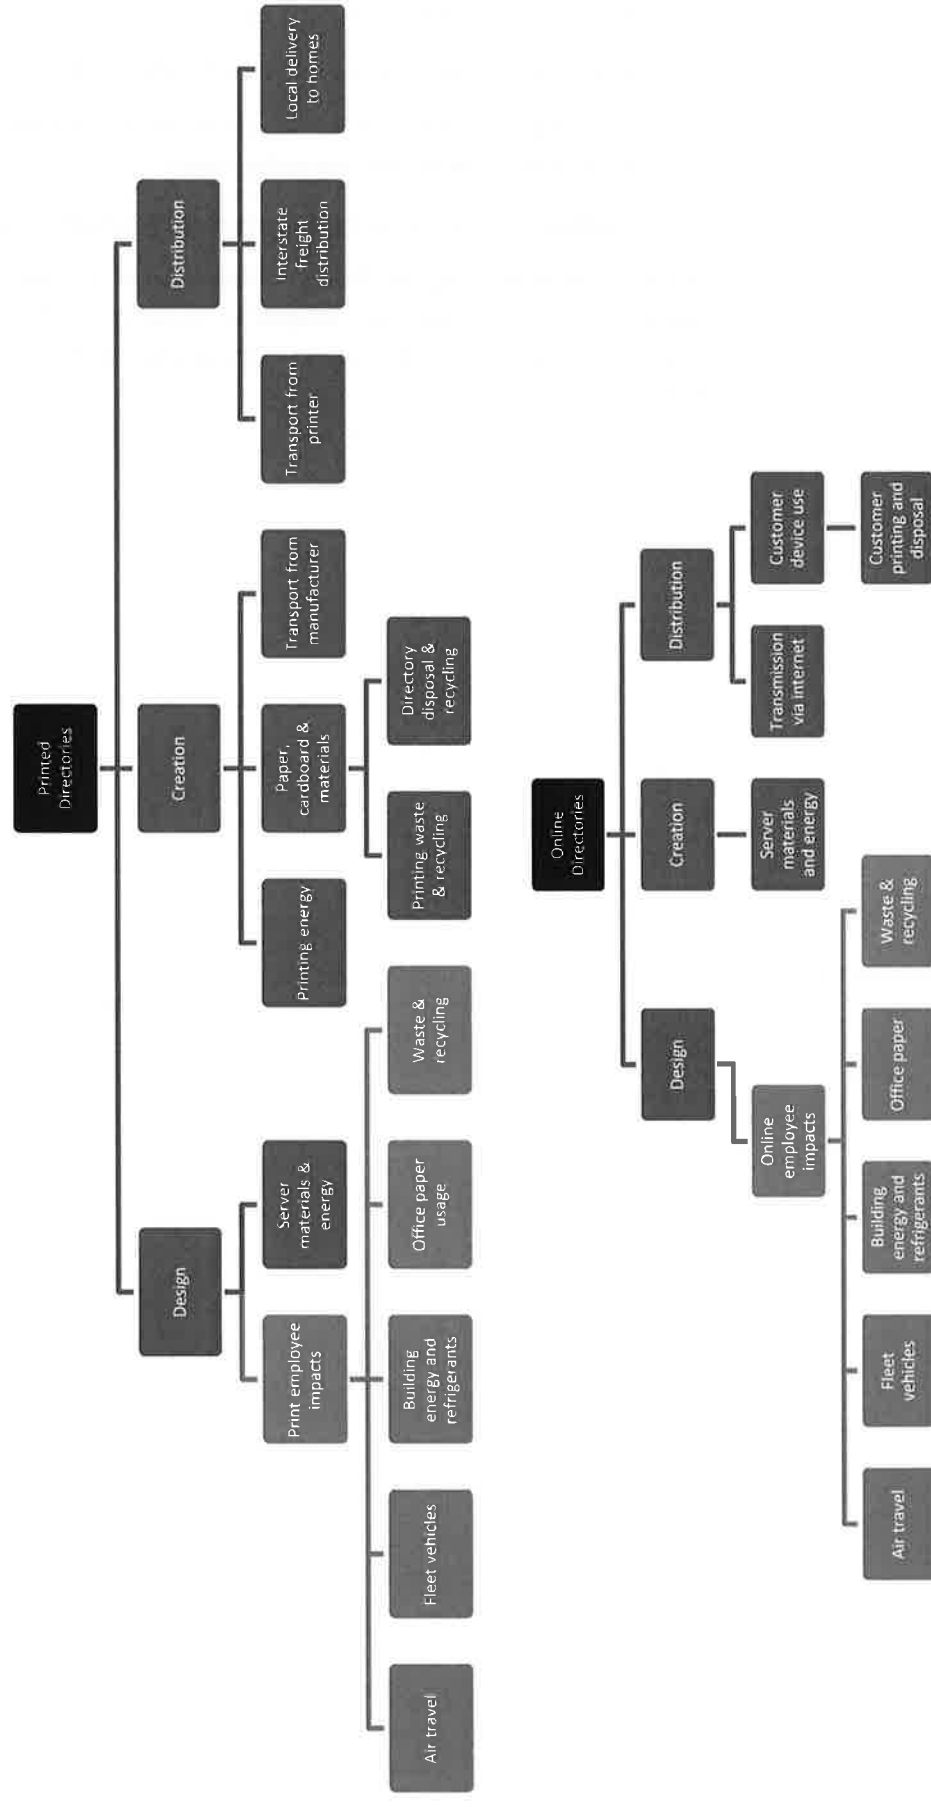 Printed
Directories
Design
Creation
Distribution
Print employee
impacts
Server
materials &
energy
Printing energy
Paper,
cardboard &
materials
Transport from
manufacturer
Transport from
printer
Interstate
freight
distribution
Local delivery
to homes
Air travel
Fleet vehicles
Building
energy and
refrigerants
Office paper
usage
Waste &
recycling
Printing waste
& recycling
Directory
disposal &
recycling
Online
Directories
Design
Creation
Distribution
Online
employee
impacts
Server
materials
and energy
Transmission
via internet
Customer
device use
Air travel
Fleet
vehicles
Building
energy and
refrigerants
Office paper
Waste &
recycling
Customer
printing and
disposal